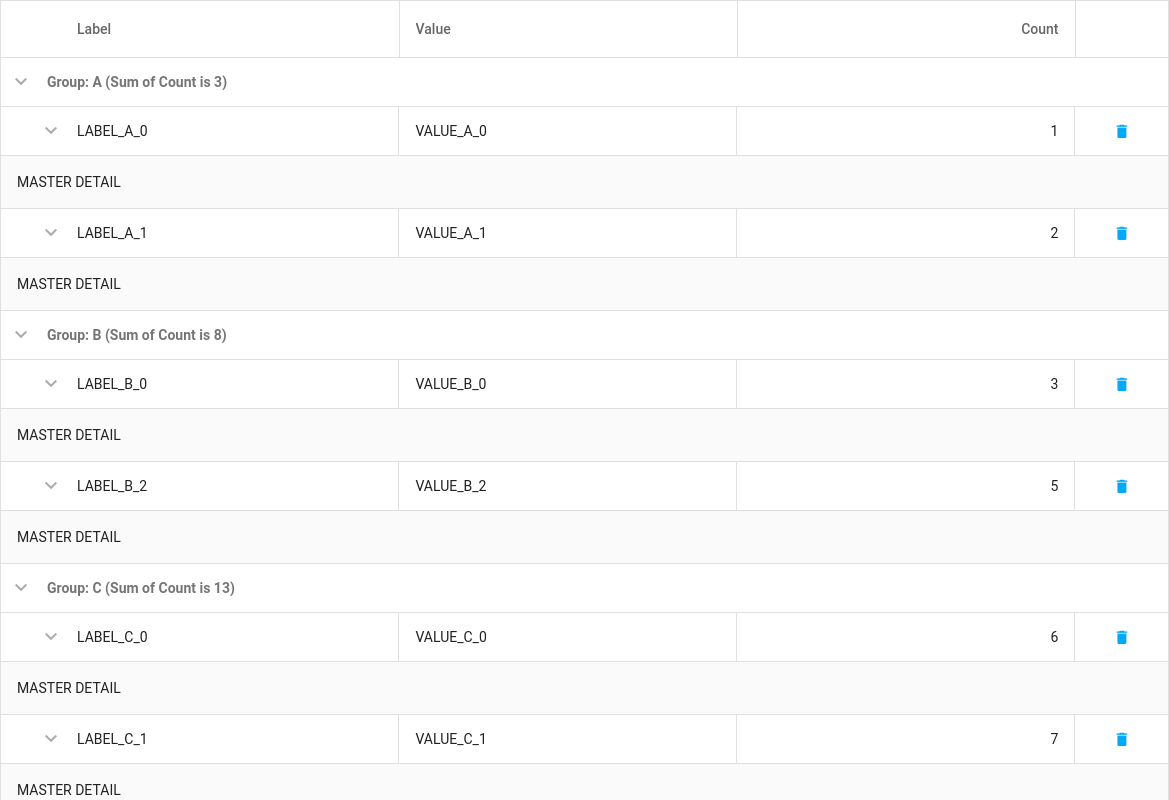 Label Value Count
Group: A (Sum of Count is 3)
LABEL_A_0 VALUE_A_0 1
MASTER DETAIL
LABEL_A_1 VALUE_A_1 2
MASTER DETAIL
Group: B (Sum of Count is 8)
LABEL_B_0 VALUE_B_0 3
MASTER DETAIL
LABEL_B_2 VALUE_B_2 5
MASTER DETAIL
Group: C (Sum of Count is 13)
LABEL_C_0 VALUE_C_0 6
MASTER DETAIL
LABEL_C_1 VALUE_C_1 7
MASTER DETAIL